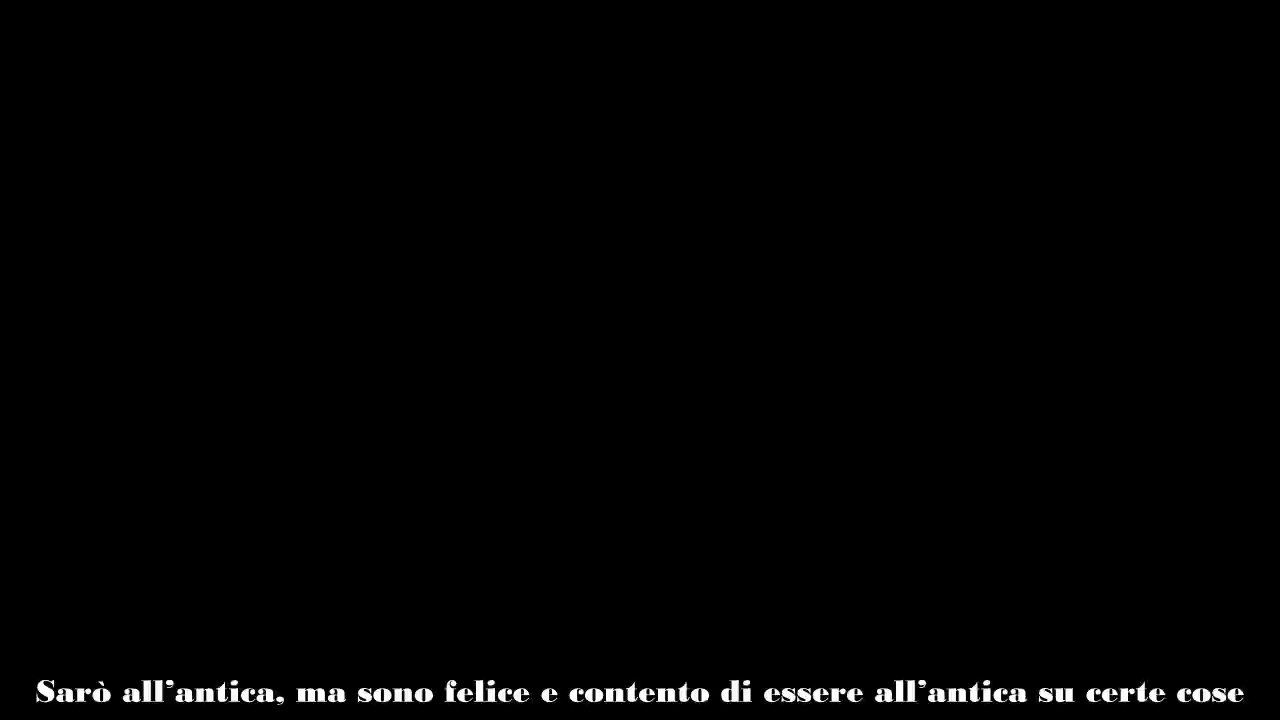 Sarò all’antica, ma sono felice e contento di essere all’antica su certe cose